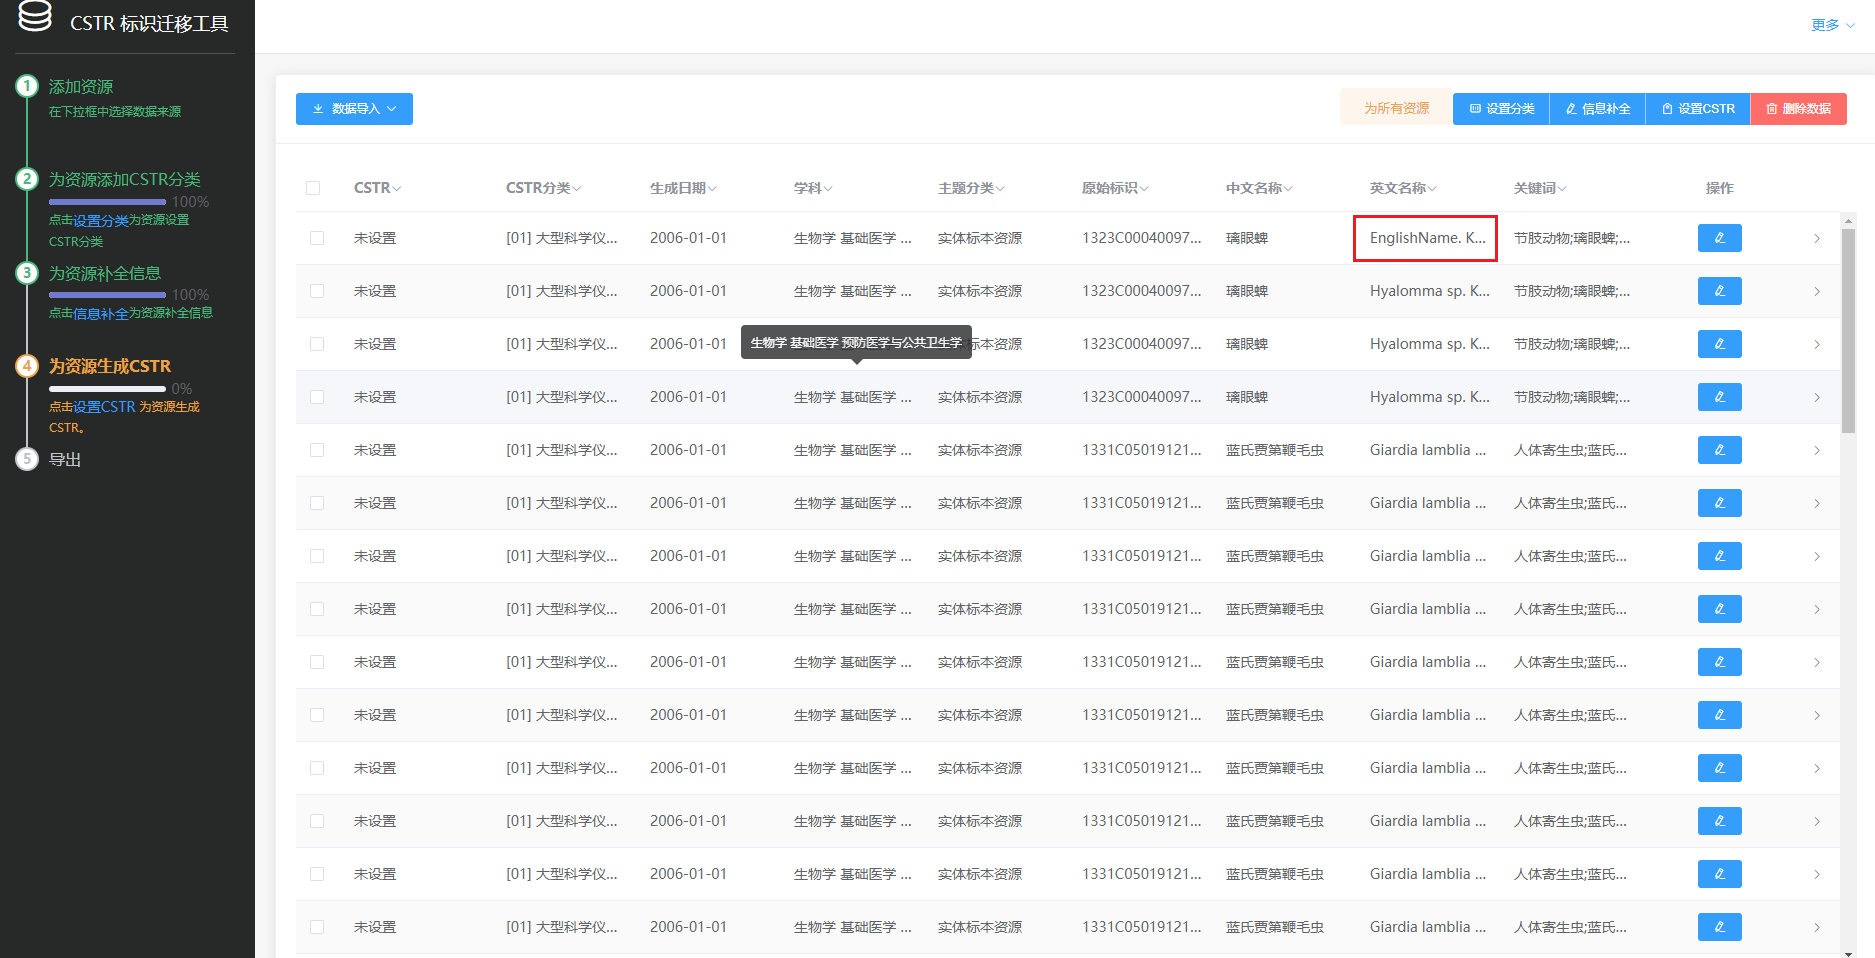 CSTR 标识迁移工具
更多
1 添加资源
在下拉框中选择数据来源
2 为资源添加CSTR分类
100%
点击设置分类为资源设置
CSTR分类
3 为资源补全信息
100%
点击信息补全为资源补全信息
4 为资源生成CSTR
0%
点击设置CSTR 为资源生成
CSTR。
5 导出
数据导入
为所有资源 设置分类 信息补全 设置CSTR 删除数据
CSTR CSTR分类 生成日期 学科 主题分类 原始标识 中文名称 英文名称 关键词 操作
未设置 [01] 大型科学仪... 2006-01-01 生物学 基础医学 ... 实体标本资源 1323C00040097... 璃眼蜱 EnglishName. K... 节肢动物;璃眼蜱;...
未设置 [01] 大型科学仪... 2006-01-01 生物学 基础医学 ... 实体标本资源 1323C00040097... 璃眼蜱 Hyalomma sp. K... 节肢动物;璃眼蜱;...
未设置 [01] 大型科学仪... 2006-01-01 生物学 基础医学 预防医学与公共卫生学 标本资源 1323C00040097... 璃眼蜱 Hyalomma sp. K... 节肢动物;璃眼蜱;...
未设置 [01] 大型科学仪... 2006-01-01 生物学 基础医学 ... 实体标本资源 1323C00040097... 璃眼蜱 Hyalomma sp. K... 节肢动物;璃眼蜱;...
未设置 [01] 大型科学仪... 2006-01-01 生物学 基础医学 ... 实体标本资源 1331C05019121... 蓝氏贾第鞭毛虫 Giardia lamblia ... 人体寄生虫;蓝氏...
未设置 [01] 大型科学仪... 2006-01-01 生物学 基础医学 ... 实体标本资源 1331C05019121... 蓝氏贾第鞭毛虫 Giardia lamblia ... 人体寄生虫;蓝氏...
未设置 [01] 大型科学仪... 2006-01-01 生物学 基础医学 ... 实体标本资源 1331C05019121... 蓝氏贾第鞭毛虫 Giardia lamblia ... 人体寄生虫;蓝氏...
未设置 [01] 大型科学仪... 2006-01-01 生物学 基础医学 ... 实体标本资源 1331C05019121... 蓝氏贾第鞭毛虫 Giardia lamblia ... 人体寄生虫;蓝氏...
未设置 [01] 大型科学仪... 2006-01-01 生物学 基础医学 ... 实体标本资源 1331C05019121... 蓝氏贾第鞭毛虫 Giardia lamblia ... 人体寄生虫;蓝氏...
未设置 [01] 大型科学仪... 2006-01-01 生物学 基础医学 ... 实体标本资源 1331C05019121... 蓝氏贾第鞭毛虫 Giardia lamblia ... 人体寄生虫;蓝氏...
未设置 [01] 大型科学仪... 2006-01-01 生物学 基础医学 ... 实体标本资源 1331C05019121... 蓝氏贾第鞭毛虫 Giardia lamblia ... 人体寄生虫;蓝氏...
未设置 [01] 大型科学仪... 2006-01-01 生物学 基础医学 ... 实体标本资源 1331C05019121... 蓝氏贾第鞭毛虫 Giardia lamblia ... 人体寄生虫;蓝氏...
未设置 [01] 大型科学仪... 2006-01-01 生物学 基础医学 ... 实体标本资源 1331C05019121... 蓝氏贾第鞭毛虫 Giardia lamblia ... 人体寄生虫;蓝氏...
未设置 [01] 大型科学仪... 2006-01-01 生物学 基础医学 ... 实体标本资源 1331C05019121... 蓝氏贾第鞭毛虫 Giardia lamblia ... 人体寄生虫;蓝氏...